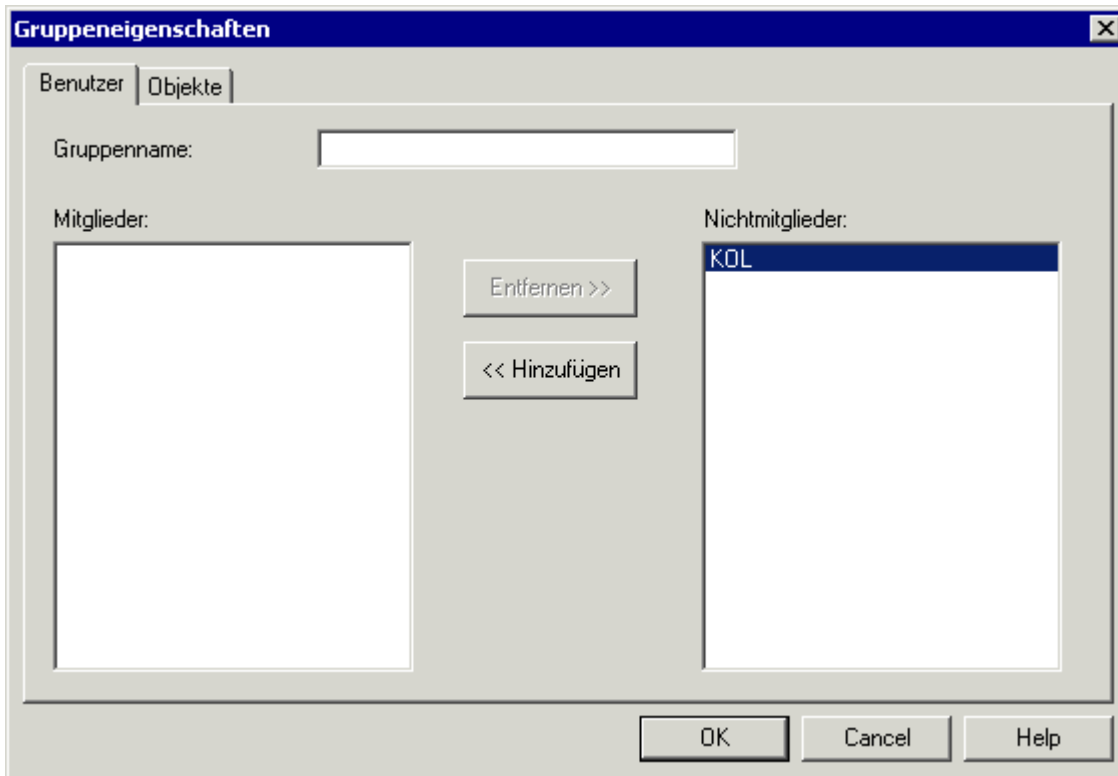 Gruppeneigenschaften
Benutzer Objekte
Gruppenname:
Mitglieder: Nichtmitglieder:
KOL
Entfernen >>
<< Hinzufügen
OK Cancel Help